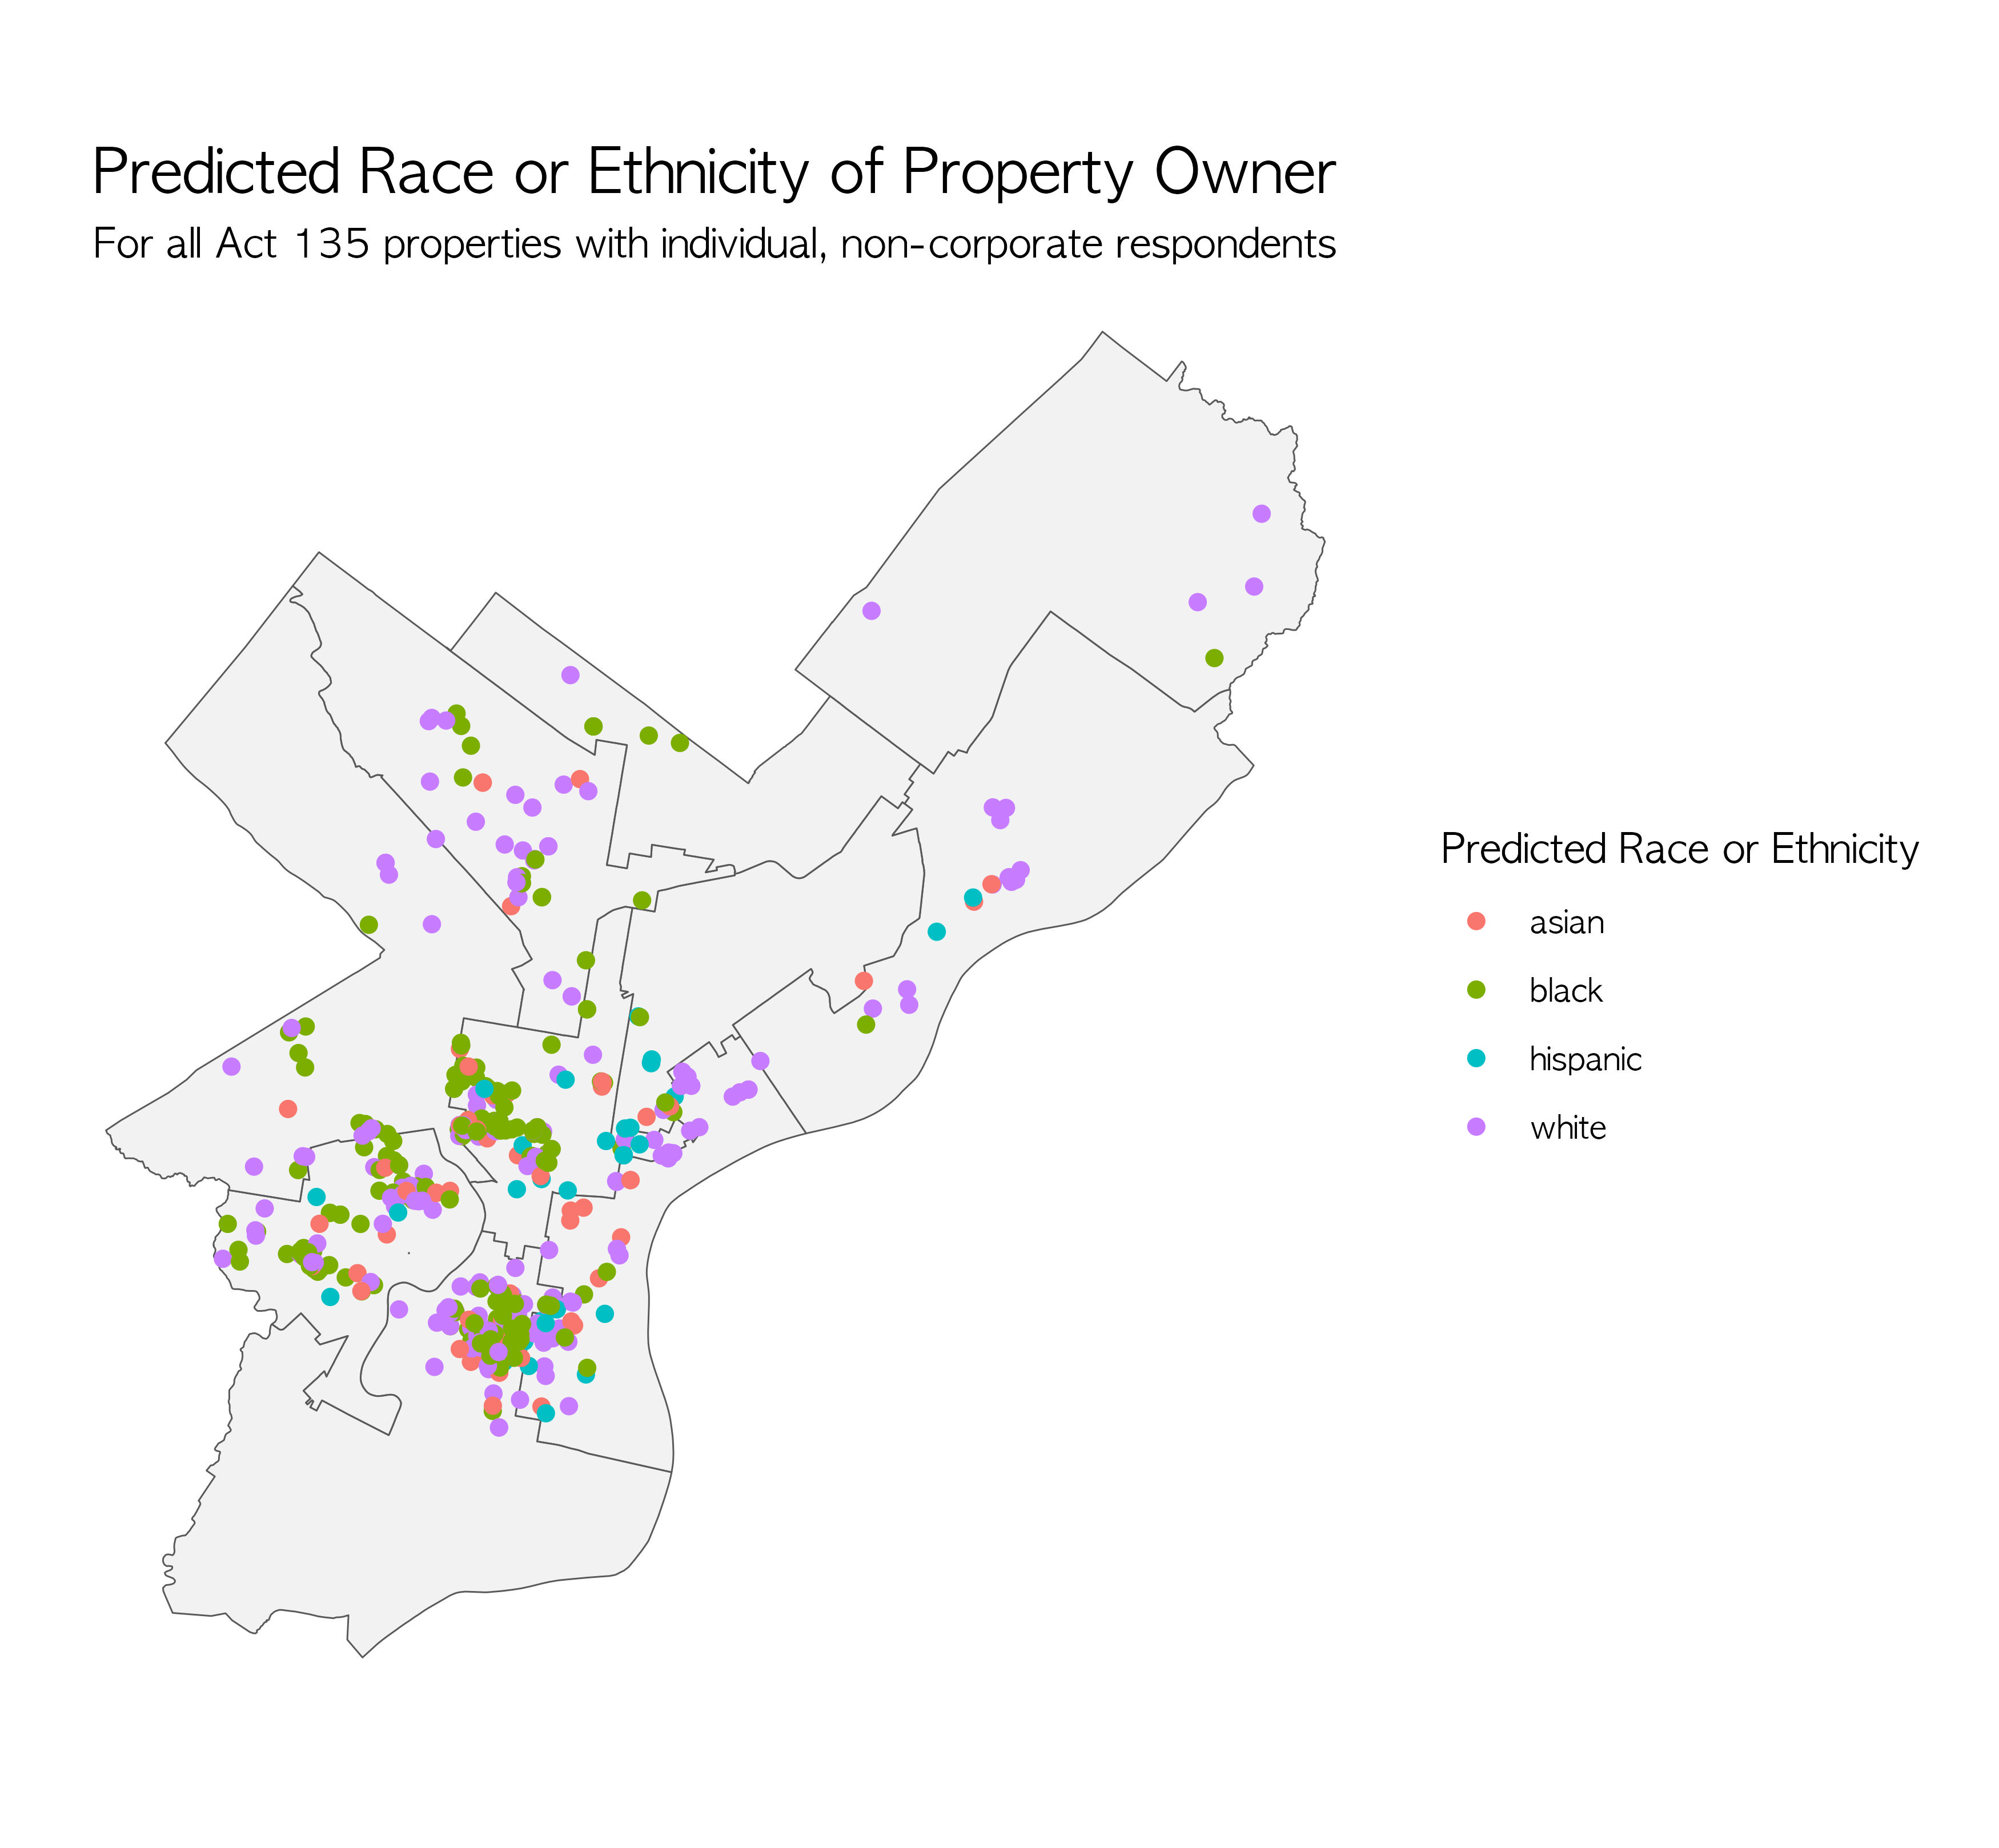 Predicted Race or Ethnicity of Property Owner
For all Act 135 properties with individual, non-corporate respondents
Predicted Race or Ethnicity
asian
black
hispanic
white